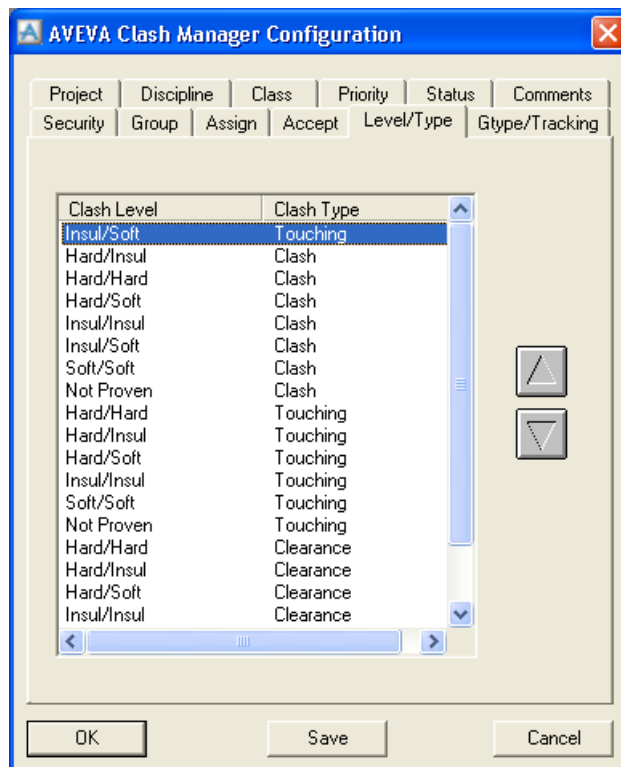 AVEVA Clash Manager Configuration
Project Discipline Class Priority Status Comments
Security Group Assign Accept Level/Type Gtype/Tracking
Clash Level Clash Type
Insul/Soft Touching
Hard/Insul Clash
Hard/Hard Clash
Hard/Soft Clash
Insul/Insul Clash
Insul/Soft Clash
Soft/Soft Clash
Not Proven Clash
Hard/Hard Touching
Hard/Insul Touching
Hard/Soft Touching
Insul/Insul Touching
Soft/Soft Touching
Not Proven Touching
Hard/Hard Clearance
Hard/Insul Clearance
Hard/Soft Clearance
Insul/Insul Clearance
OK Save Cancel